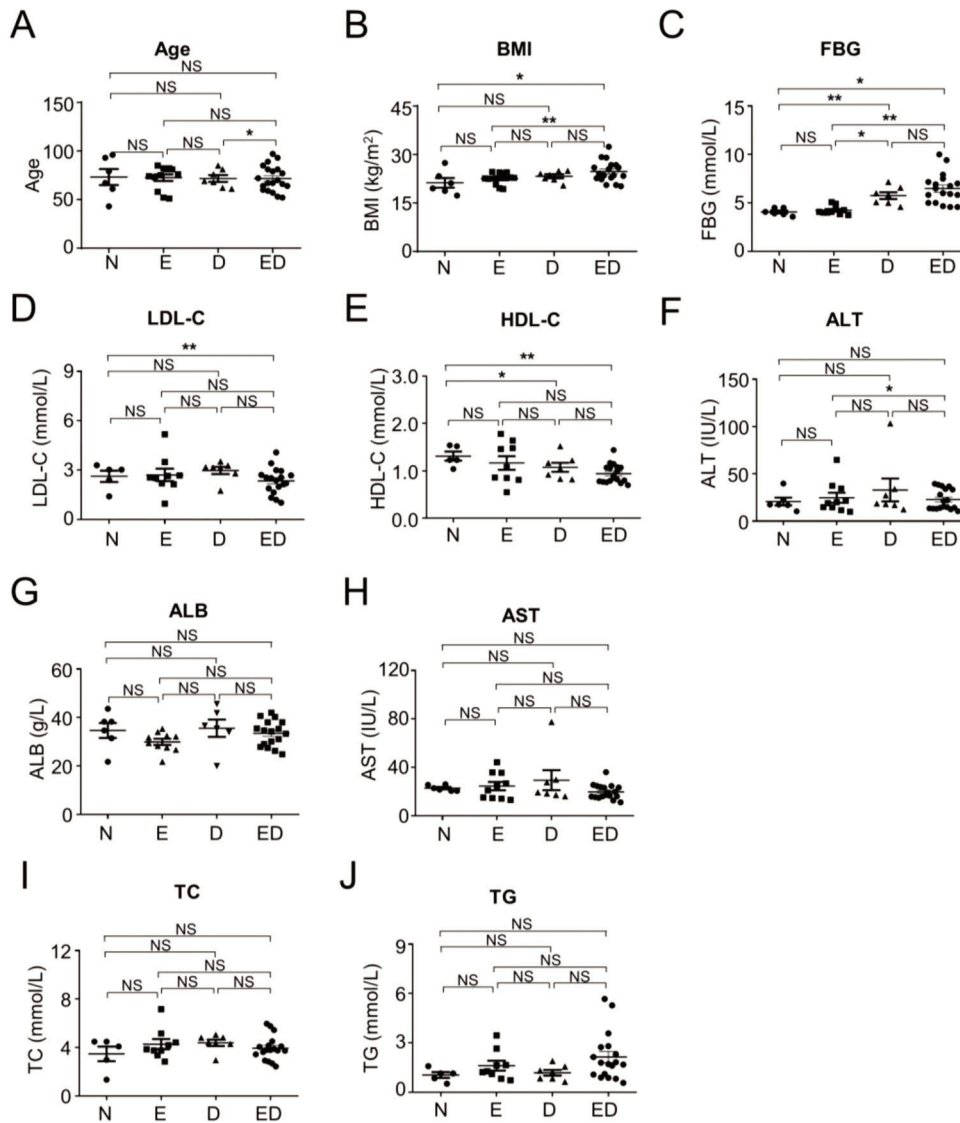 A
Age
NS
NS
NS
NS
NS
*
150
100
50
0
Age
N E D ED
B
BMI
*
NS
**
NS
NS
NS
45
30
15
0
BMI (kg/m²)
N E D ED
C
FBG
*
**
**
NS
*
NS
15
10
5
0
FBG (mmol/L)
N E D ED
D
LDL-C
**
NS
NS
NS
NS
NS
9
6
3
0
LDL-C (mmol/L)
N E D ED
E
HDL-C
**
*
NS
NS
NS
NS
3.0
2.0
1.0
0.0
HDL-C (mmol/L)
N E D ED
F
ALT
NS
NS
*
NS
NS
NS
150
100
50
0
ALT (IU/L)
N E D ED
G
ALB
NS
NS
NS
NS
NS
NS
60
40
20
0
ALB (g/L)
N E D ED
H
AST
NS
NS
NS
NS
NS
NS
120
80
40
0
AST (IU/L)
N E D ED
I
TC
NS
NS
NS
NS
NS
NS
12
8
4
0
TC (mmol/L)
N E D ED
J
TG
NS
NS
NS
NS
NS
NS
9
6
3
0
TG (mmol/L)
N E D ED